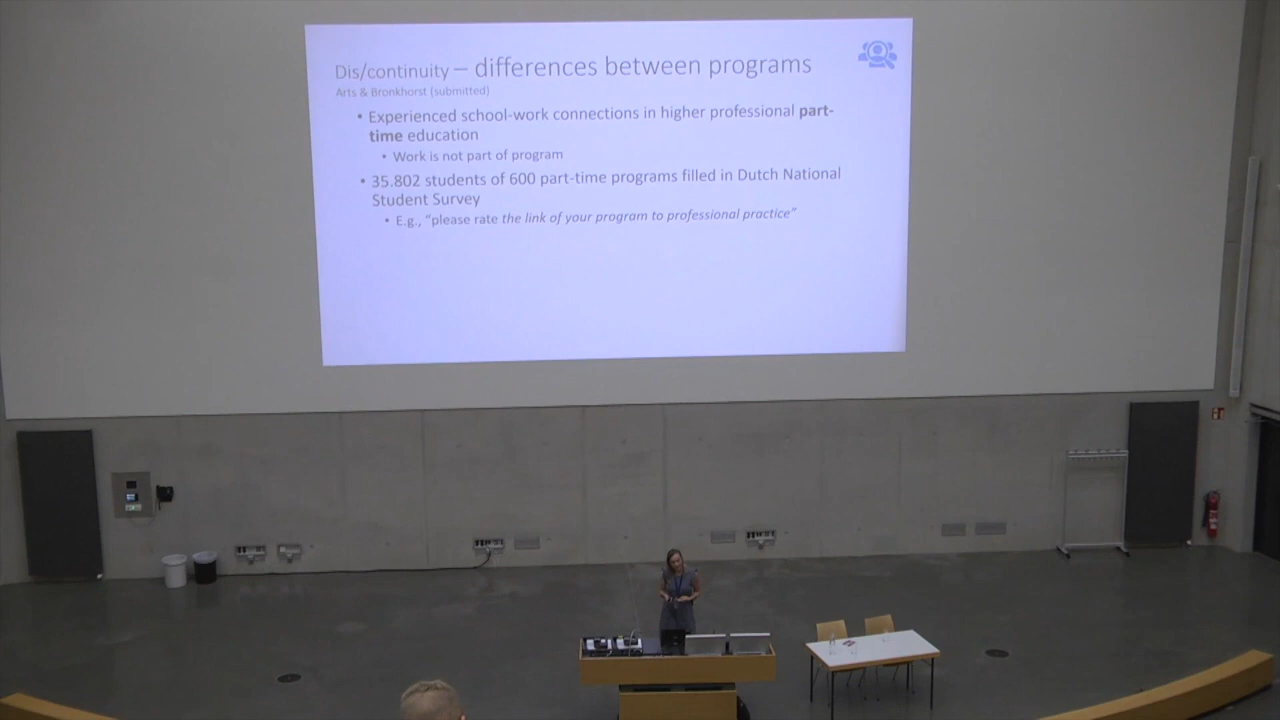 Dis/continuity – differences between programs
Arts & Bronkhorst (submitted)
• Experienced school-work connections in higher professional part-
time education
• Work is not part of program
• 35.802 students of 600 part-time programs filled in Dutch National
Student Survey
• E.g., “please rate the link of your program to professional practice”